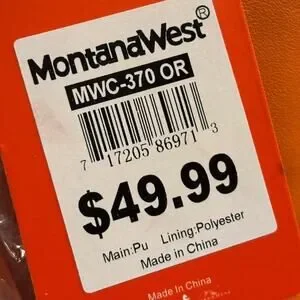 MontanaWest®
MWC-370 OR
7 17205 86971 3
$49.99
Main:Pu Lining:Polyester
Made in China
Made In China